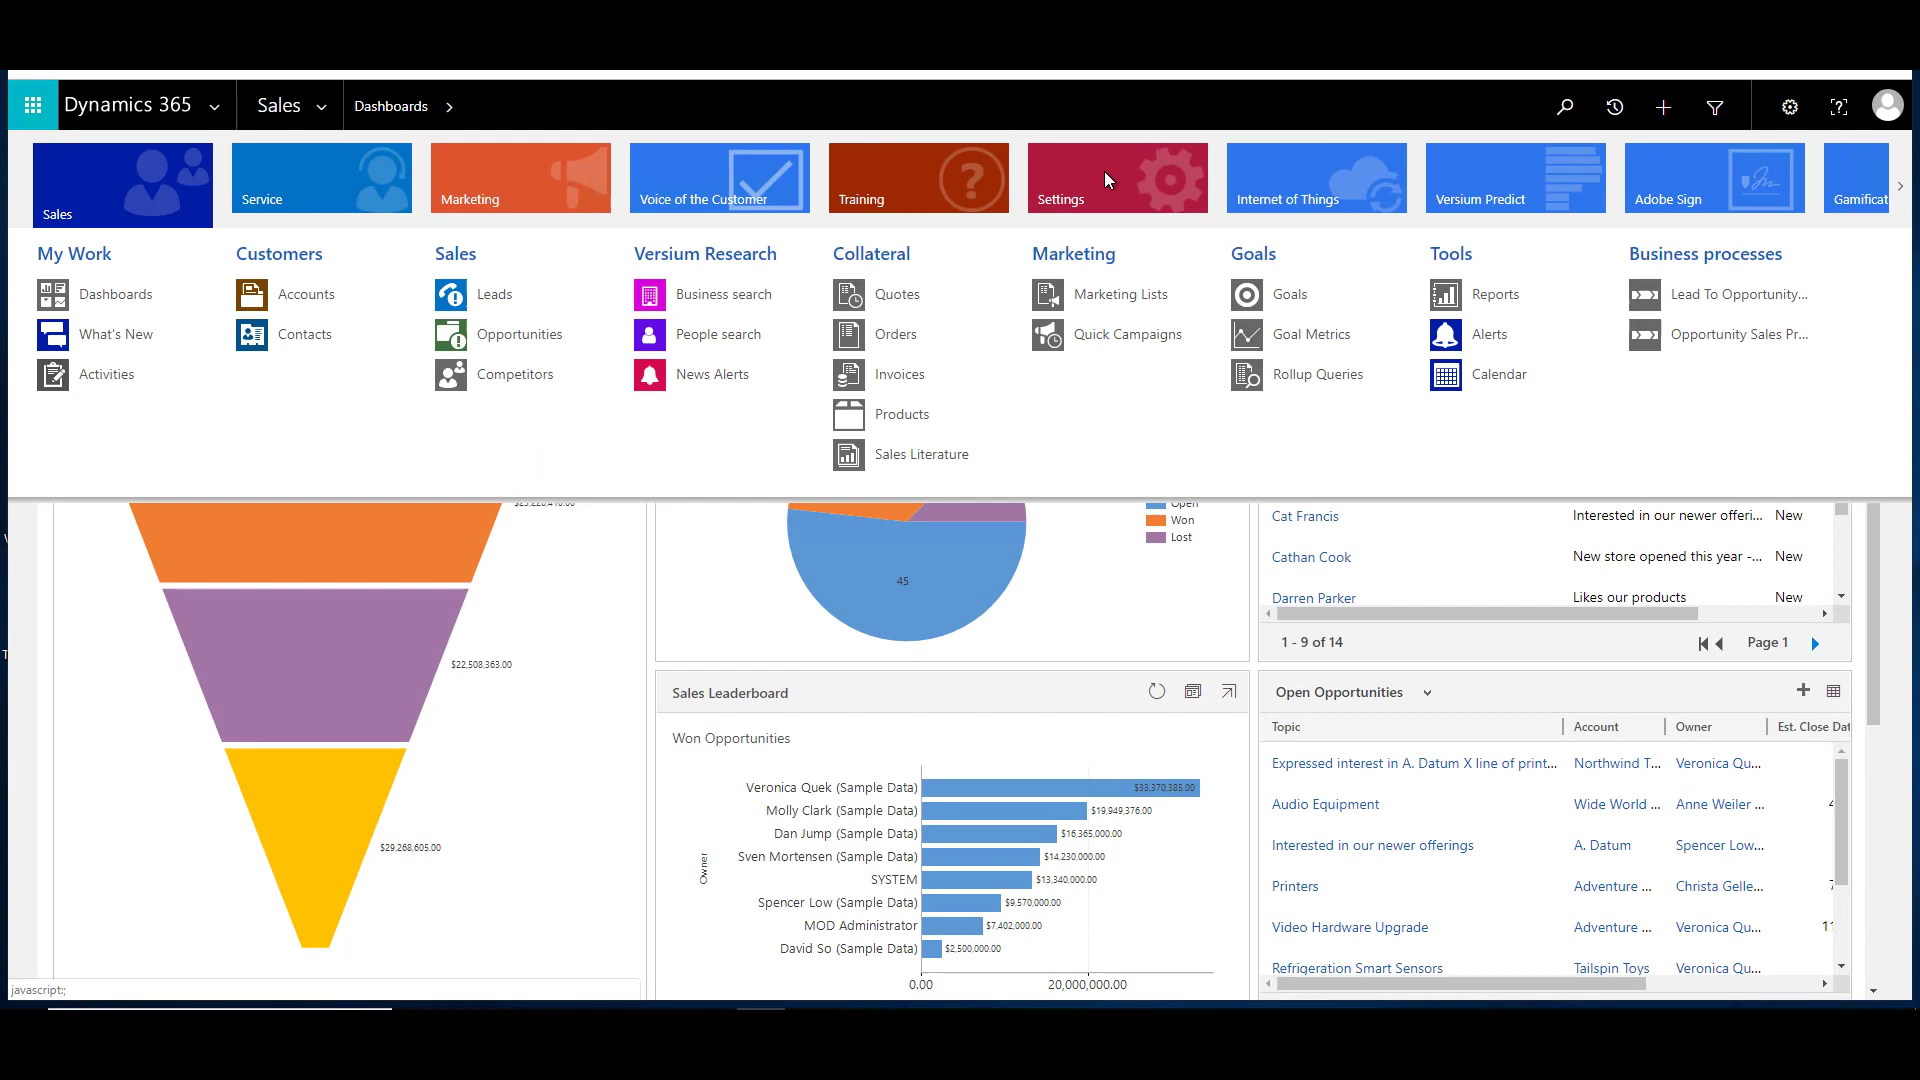 Dynamics 365
Sales
Dashboards
Sales
Service
Marketing
Voice of the Customer
Training
Settings
Internet of Things
Versium Predict
Adobe Sign
Gamificat
My Work
Dashboards
What's New
Activities
Customers
Accounts
Contacts
Sales
Leads
Opportunities
Competitors
Versium Research
Business search
People search
News Alerts
Collateral
Quotes
Orders
Invoices
Products
Sales Literature
Marketing
Marketing Lists
Quick Campaigns
Goals
Goals
Goal Metrics
Rollup Queries
Tools
Reports
Alerts
Calendar
Business processes
Lead To Opportunity...
Opportunity Sales Pr...
$22,508,363.00
$29,268,605.00
Open
Won
Lost
45
Cat Francis Interested in our newer offeri... New
Cathan Cook New store opened this year -... New
Darren Parker Likes our products New
1 - 9 of 14 Page 1
Sales Leaderboard
Won Opportunities
Owner
Veronica Quek (Sample Data) $33,370,385.00
Molly Clark (Sample Data) $19,949,376.00
Dan Jump (Sample Data) $16,365,000.00
Sven Mortensen (Sample Data) $14,230,000.00
SYSTEM $13,340,000.00
Spencer Low (Sample Data) $9,570,000.00
MOD Administrator $7,402,000.00
David So (Sample Data) $2,500,000.00
0.00 20,000,000.00
Open Opportunities
Topic Account Owner Est. Close Dat
Expressed interest in A. Datum X line of print... Northwind T... Veronica Qu...
Audio Equipment Wide World ... Anne Weiler ...
Interested in our newer offerings A. Datum Spencer Low...
Printers Adventure ... Christa Gelle...
Video Hardware Upgrade Adventure ... Veronica Qu...
Refrigeration Smart Sensors Tailspin Toys Veronica Qu...
javascript:;